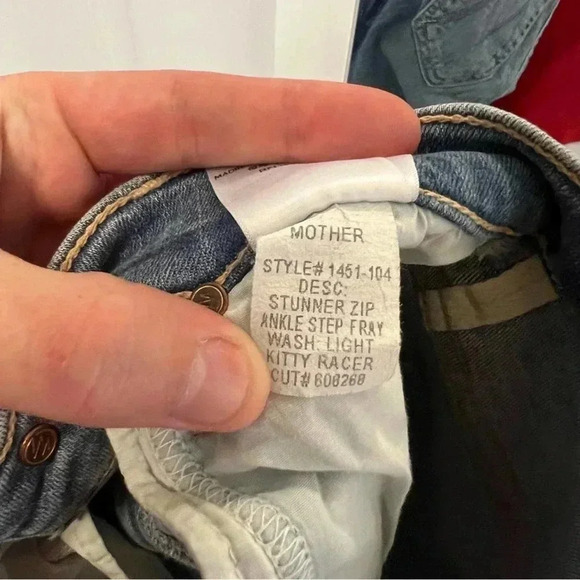 MOTHER
STYLE# 1451-104
DESC:
STUNNER ZIP
ANKLE STEP FRAY
WASH: LIGHT
KITTY RACER
CUT# 608268